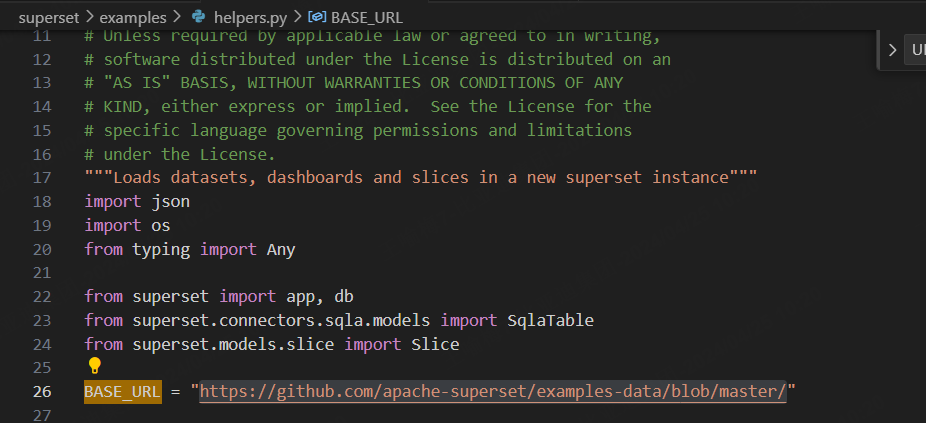 superset > examples > helpers.py > BASE_URL
11 # Unless required by applicable law or agreed to in writing,
12 # software distributed under the License is distributed on an
13 # "AS IS" BASIS, WITHOUT WARRANTIES OR CONDITIONS OF ANY
14 # KIND, either express or implied.  See the License for the
15 # specific language governing permissions and limitations
16 # under the License.
17 """Loads datasets, dashboards and slices in a new superset instance"""
18 import json
19 import os
20 from typing import Any
21
22 from superset import app, db
23 from superset.connectors.sqla.models import SqlaTable
24 from superset.models.slice import Slice
25
26 BASE_URL = "https://github.com/apache-superset/examples-data/blob/master/"
27